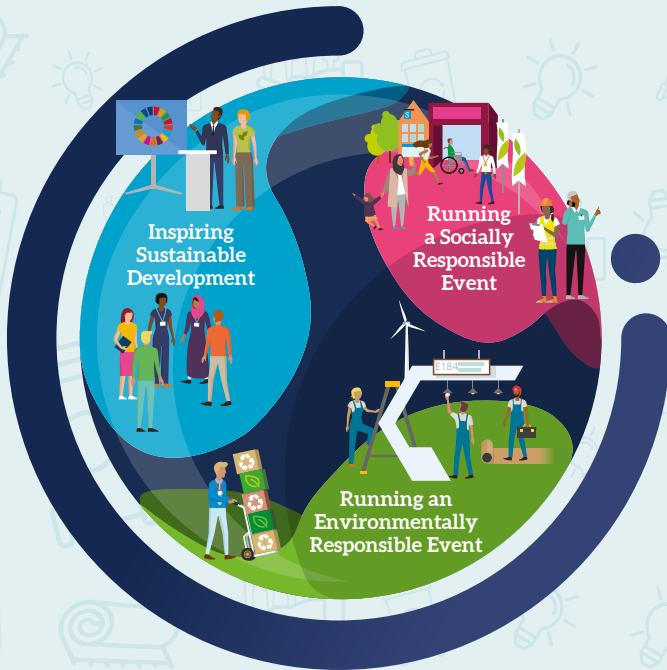 Inspiring
Sustainable
Development
Running
a Socially
Responsible
Event
S
E184
Running an
Environmentally
Responsible Event